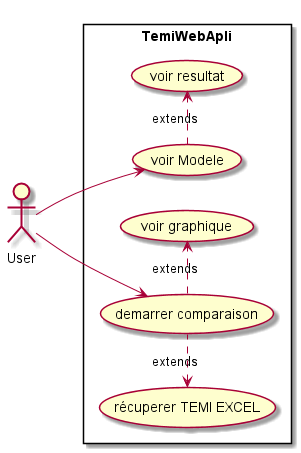 TemiWebApli
voir resultat
extends
voir Modele
voir graphique
User
extends
demarrer comparaison
extends
récuperer TEMI EXCEL